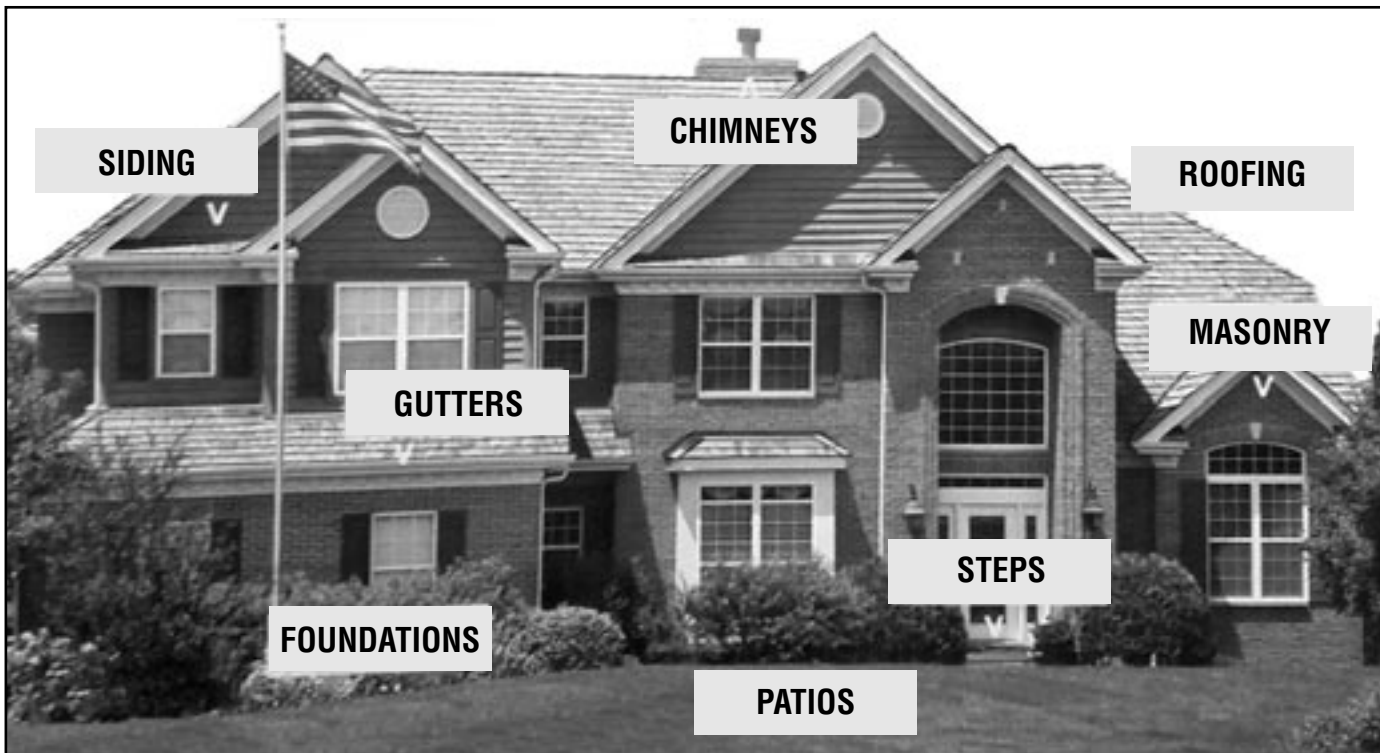 CHIMNEYS
SIDING
ROOFING
MASONRY
GUTTERS
STEPS
FOUNDATIONS
PATIOS